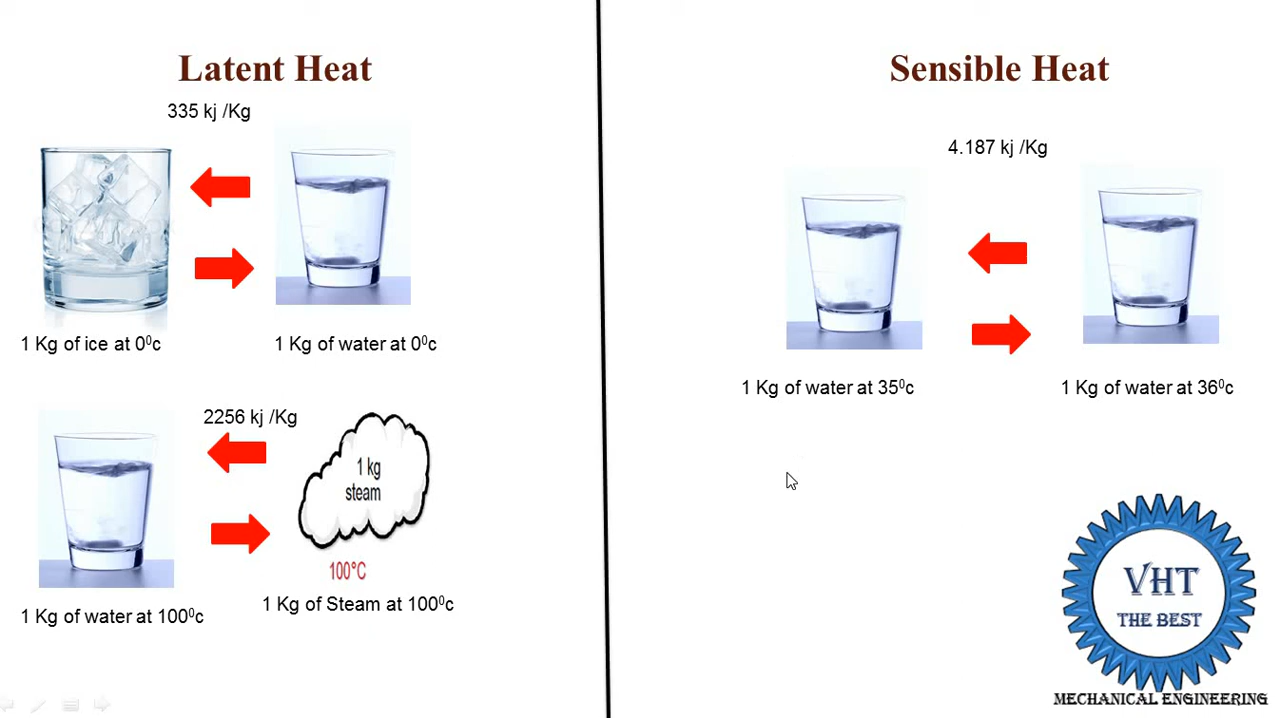 Latent Heat
335 kj /Kg
1 Kg of ice at 0⁰c
1 Kg of water at 0⁰c
2256 kj /Kg
1 kg
steam
100°C
1 Kg of water at 100⁰c
1 Kg of Steam at 100⁰c
Sensible Heat
4.187 kj /Kg
1 Kg of water at 35⁰c
1 Kg of water at 36⁰c
VHT
THE BEST
MECHANICAL ENGINEERING